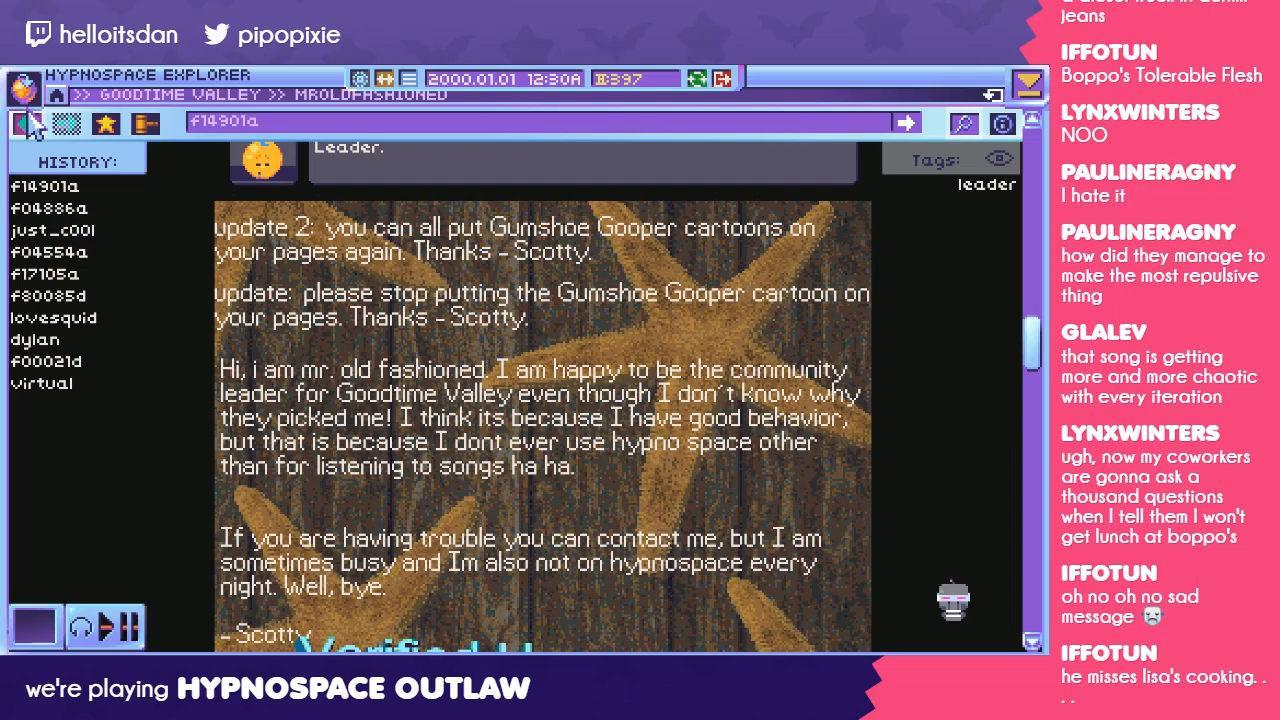 helloitsdan
pipopixie
HYPNOSPACE EXPLORER
2000.01.01 12:30A
397
>> GOODTIME VALLEY >> MROLDFASHIONED
f14901a
HISTORY:
f14901a
f04886a
just_c00l
f04554a
f17105a
f80085d
lovesquid
dylan
f00021d
virtual
Leader.
Tags:
leader
update 2: you can all put Gumshoe Gooper cartoons on
your pages again. Thanks - Scotty.
update: please stop putting the Gumshoe Gooper cartoon on
your pages. Thanks - Scotty.
Hi, i am mr. old fashioned. I am happy to be the community
leader for Goodtime Valley even though I don't know why
they picked me! I think its because I have good behavior,
but that is because I dont ever use hypno space other
than for listening to songs ha ha.
If you are having trouble you can contact me, but I am
sometimes busy and Im also not on hypnospace every
night. Well, bye.
- Scotty
we're playing HYPNOSPACE OUTLAW
jeans
IFFOTUN
Boppo's Tolerable Flesh
LYNXWINTERS
NOO
PAULINERAGNY
I hate it
PAULINERAGNY
how did they manage to
make the most repulsive
thing
GLALEV
that song is getting
more and more chaotic
with every iteration
LYNXWINTERS
ugh, now my coworkers
are gonna ask a
thousand questions
when I tell them I won't
get lunch at boppo's
IFFOTUN
oh no oh no sad
message
IFFOTUN
he misses lisa's cooking. .
. .